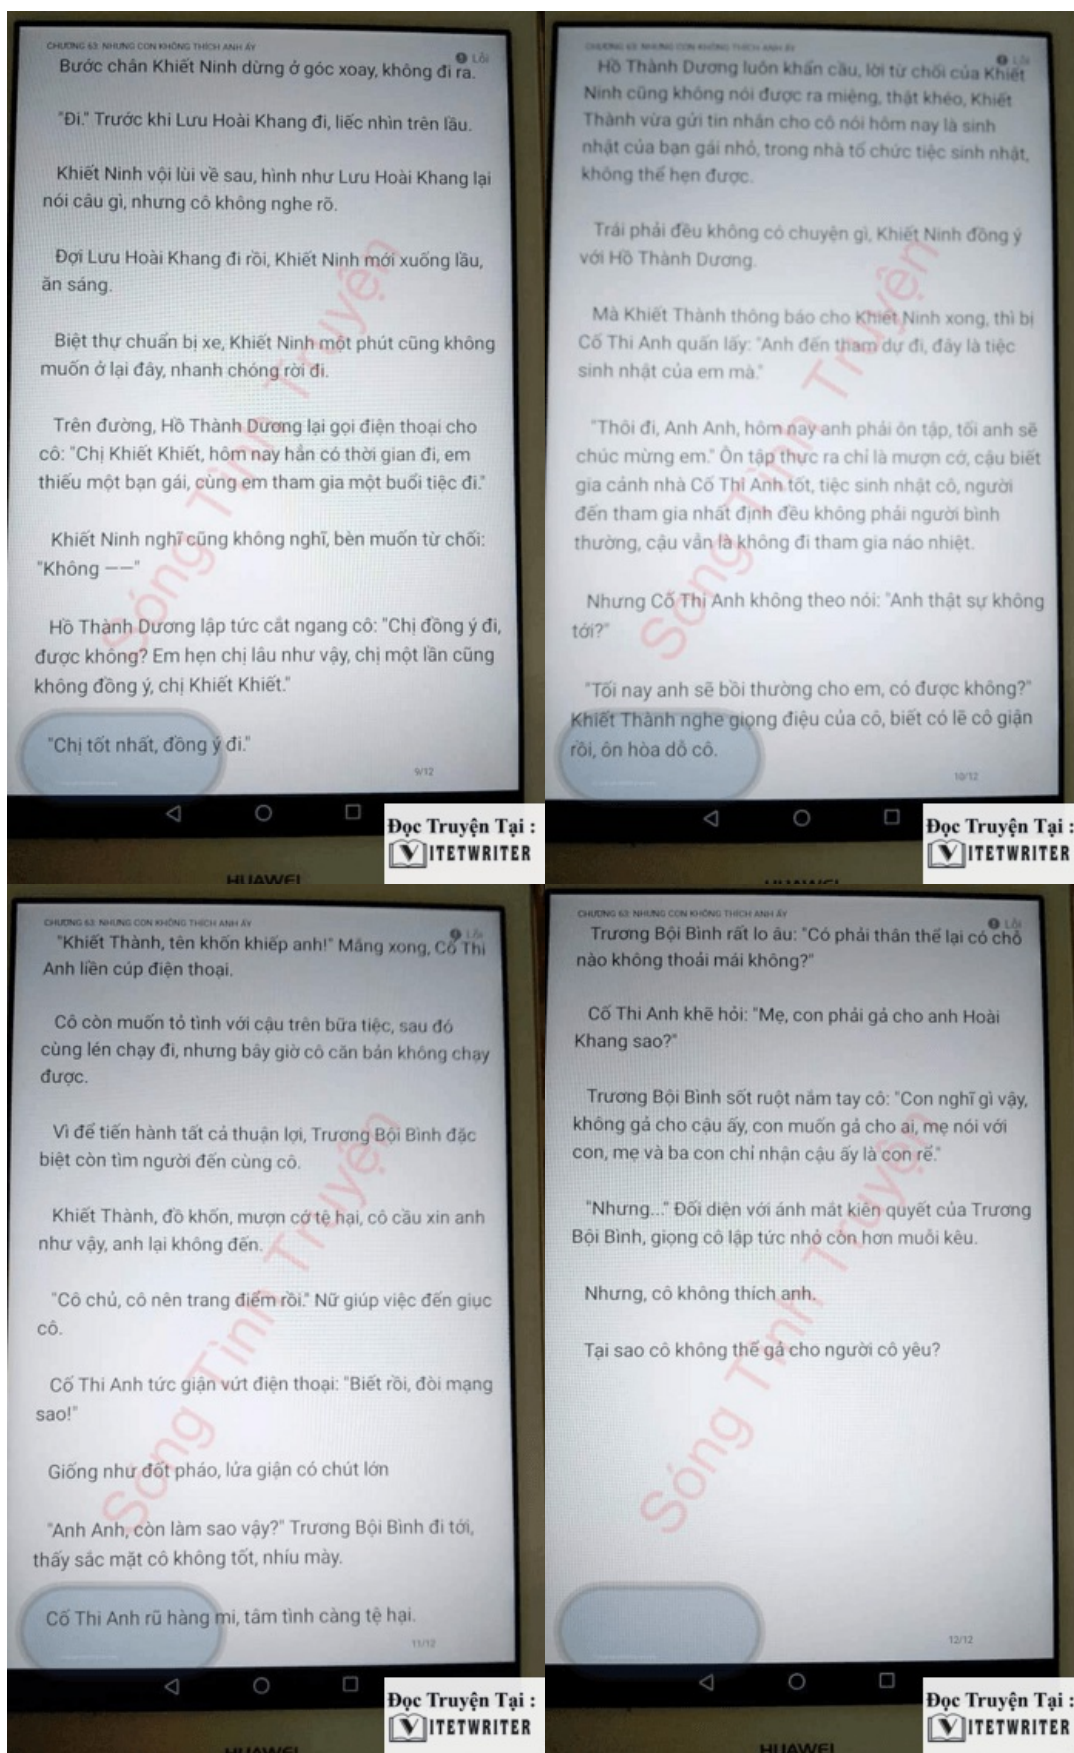 CHƯƠNG 63: NHƯNG CON KHÔNG THÍCH ANH ẤY
Lỗi
Bước chân Khiết Ninh dừng ở góc xoay, không đi ra.
"Đi." Trước khi Lưu Hoài Khang đi, liếc nhìn trên lầu.
Khiết Ninh vội lùi về sau, hình như Lưu Hoài Khang lại
nói câu gì, nhưng cô không nghe rõ.
Đợi Lưu Hoài Khang đi rồi, Khiết Ninh mới xuống lầu,
ăn sáng.
Biệt thự chuẩn bị xe, Khiết Ninh một phút cũng không
muốn ở lại đây, nhanh chóng rời đi.
Trên đường, Hồ Thành Dương lại gọi điện thoại cho
cô: "Chị Khiết Khiết, hôm nay hẳn có thời gian đi, em
thiếu một bạn gái, cùng em tham gia một buổi tiệc đi."
Khiết Ninh nghĩ cũng không nghĩ, bèn muốn từ chối:
"Không ——"
Hồ Thành Dương lập tức cắt ngang cô: "Chị đồng ý đi,
được không? Em hẹn chị lâu như vậy, chị một lần cũng
không đồng ý, chị Khiết Khiết."
"Chị tốt nhất, đồng ý đi."
9/12
Sóng Tình Truyện
Đọc Truyện Tại :
VITETWRITER
HUAWEI
CHƯƠNG 63: NHƯNG CON KHÔNG THÍCH ANH ẤY
Lỗi
Hồ Thành Dương luôn khẩn cầu, lời từ chối của Khiết
Ninh cũng không nói được ra miệng, thật khéo, Khiết
Thành vừa gửi tin nhắn cho cô nói hôm nay là sinh
nhật của bạn gái nhỏ, trong nhà tổ chức tiệc sinh nhật,
không thể hẹn được.
Trái phải đều không có chuyện gì, Khiết Ninh đồng ý
với Hồ Thành Dương.
Mà Khiết Thành thông báo cho Khiết Ninh xong, thì bị
Cố Thi Anh quấn lấy: "Anh đến tham dự đi, đây là tiệc
sinh nhật của em mà."
"Thôi đi, Anh Anh, hôm nay anh phải ôn tập, tối anh sẽ
chúc mừng em." Ôn tập thực ra chỉ là mượn cớ, cậu biết
gia cảnh nhà Cố Thi Anh tốt, tiệc sinh nhật cô, người
đến tham gia nhất định đều không phải người bình
thường, cậu vẫn là không đi tham gia náo nhiệt.
Nhưng Cố Thi Anh không theo nói: "Anh thật sự không
tới?"
"Tối nay anh sẽ bồi thường cho em, có được không?"
Khiết Thành nghe giọng điệu của cô, biết có lẽ cô giận
rồi, ôn hòa dỗ cô.
10/12
Sóng Tình Truyện
Đọc Truyện Tại :
VITETWRITER
CHƯƠNG 63: NHƯNG CON KHÔNG THÍCH ANH ẤY
Lỗi
"Khiết Thành, tên khốn khiếp anh!" Mắng xong, Cố Thi
Anh liền cúp điện thoại.
Cô còn muốn tỏ tình với cậu trên bữa tiệc, sau đó
cùng lén chạy đi, nhưng bây giờ cô căn bản không chạy
được.
Vì để tiến hành tất cả thuận lợi, Trương Bội Bình đặc
biệt còn tìm người đến cùng cô.
Khiết Thành, đồ khốn, mượn cớ tệ hại, cô cầu xin anh
như vậy, anh lại không đến.
"Cô chủ, cô nên trang điểm rồi." Nữ giúp việc đến giục
cô.
Cố Thi Anh tức giận vứt điện thoại: "Biết rồi, đòi mạng
sao!"
Giống như đốt pháo, lửa giận có chút lớn
"Anh Anh, còn làm sao vậy?" Trương Bội Bình đi tới,
thấy sắc mặt cô không tốt, nhíu mày.
Cố Thi Anh rũ hàng mi, tâm tình càng tệ hại.
11/12
Sóng Tình Truyện
Đọc Truyện Tại :
VITETWRITER
CHƯƠNG 63: NHƯNG CON KHÔNG THÍCH ANH ẤY
Lỗi
Trương Bội Bình rất lo âu: "Có phải thân thể lại có chỗ
nào không thoải mái không?"
Cố Thi Anh khẽ hỏi: "Mẹ, con phải gả cho anh Hoài
Khang sao?"
Trương Bội Bình sốt ruột nắm tay cô: "Con nghĩ gì vậy,
không gả cho cậu ấy, con muốn gả cho ai, mẹ nói với
con, mẹ và ba con chỉ nhận cậu ấy là con rể."
"Nhưng..." Đối diện với ánh mắt kiên quyết của Trương
Bội Bình, giọng cô lập tức nhỏ còn hơn muỗi kêu.
Nhưng, cô không thích anh.
Tại sao cô không thể gả cho người cô yêu?
12/12
Sóng Tình Truyện
Đọc Truyện Tại :
VITETWRITER
HUAWEI